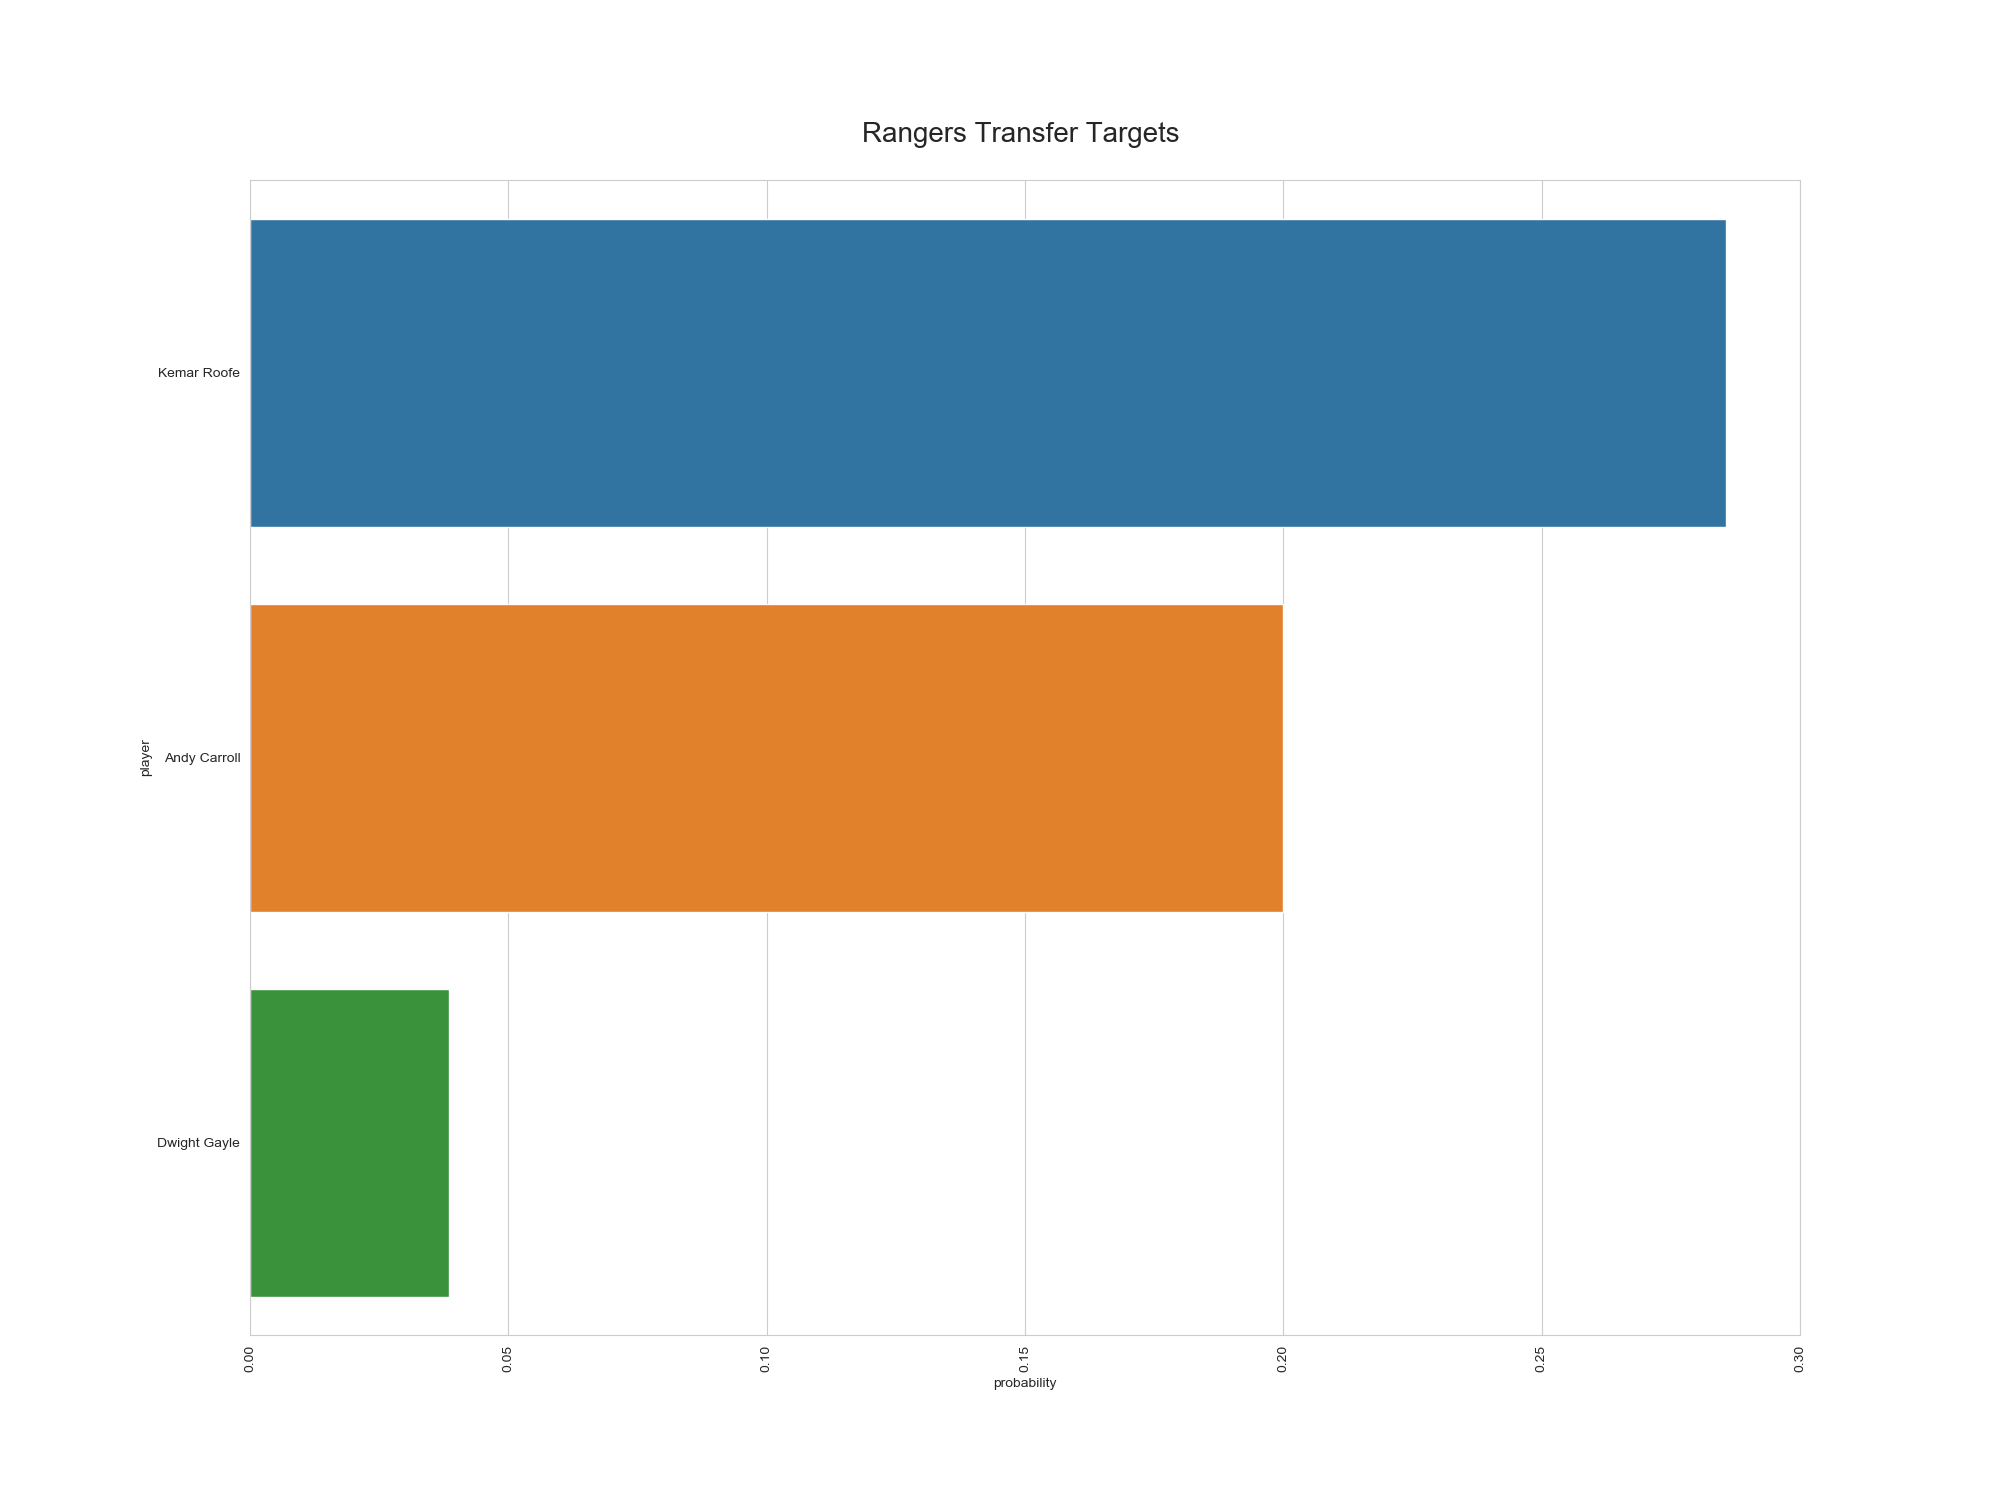 Rangers Transfer Targets
Kemar Roofe
Andy Carroll
Dwight Gayle
player
0.00
0.05
0.10
0.15
0.20
0.25
0.30
probability